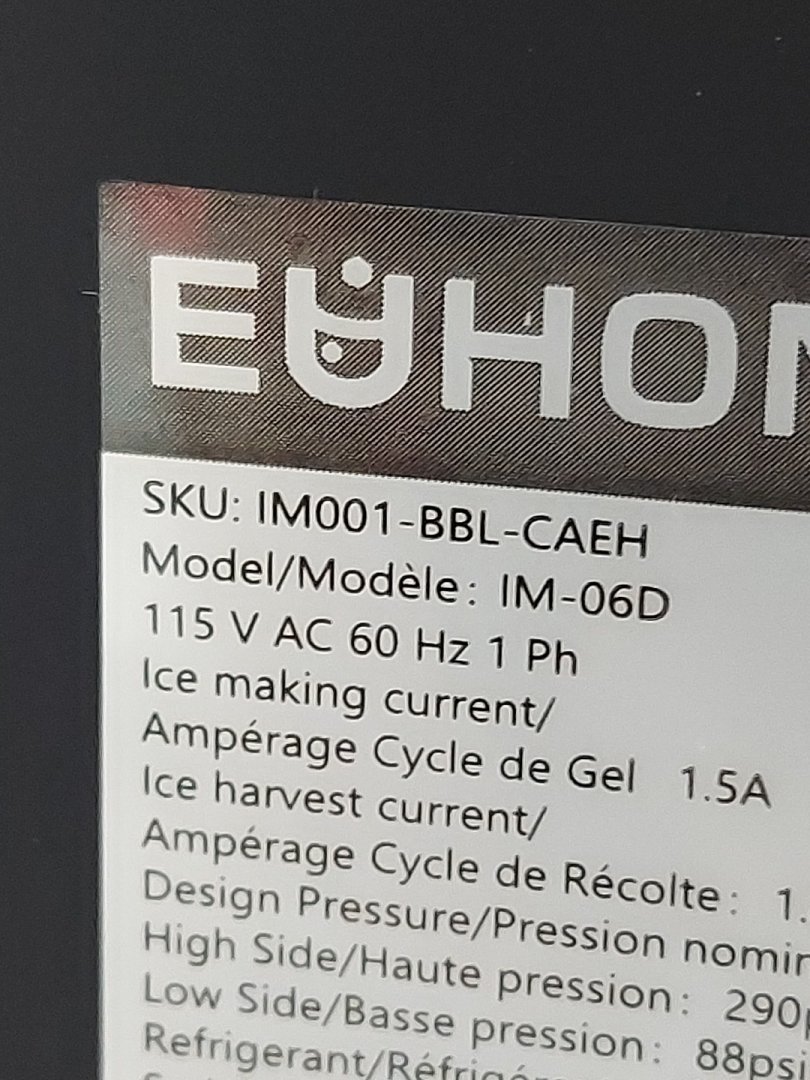 EUHOM
SKU: IM001-BBL-CAEH
Model/Modèle: IM-06D
115 V AC 60 Hz 1 Ph
Ice making current/
Ampérage Cycle de Gel 1.5A
Ice harvest current/
Ampérage Cycle de Récolte: 1.
Design Pressure/Pression
High Side/Haute pression: 290
Low Side/Basse pression: 88psi